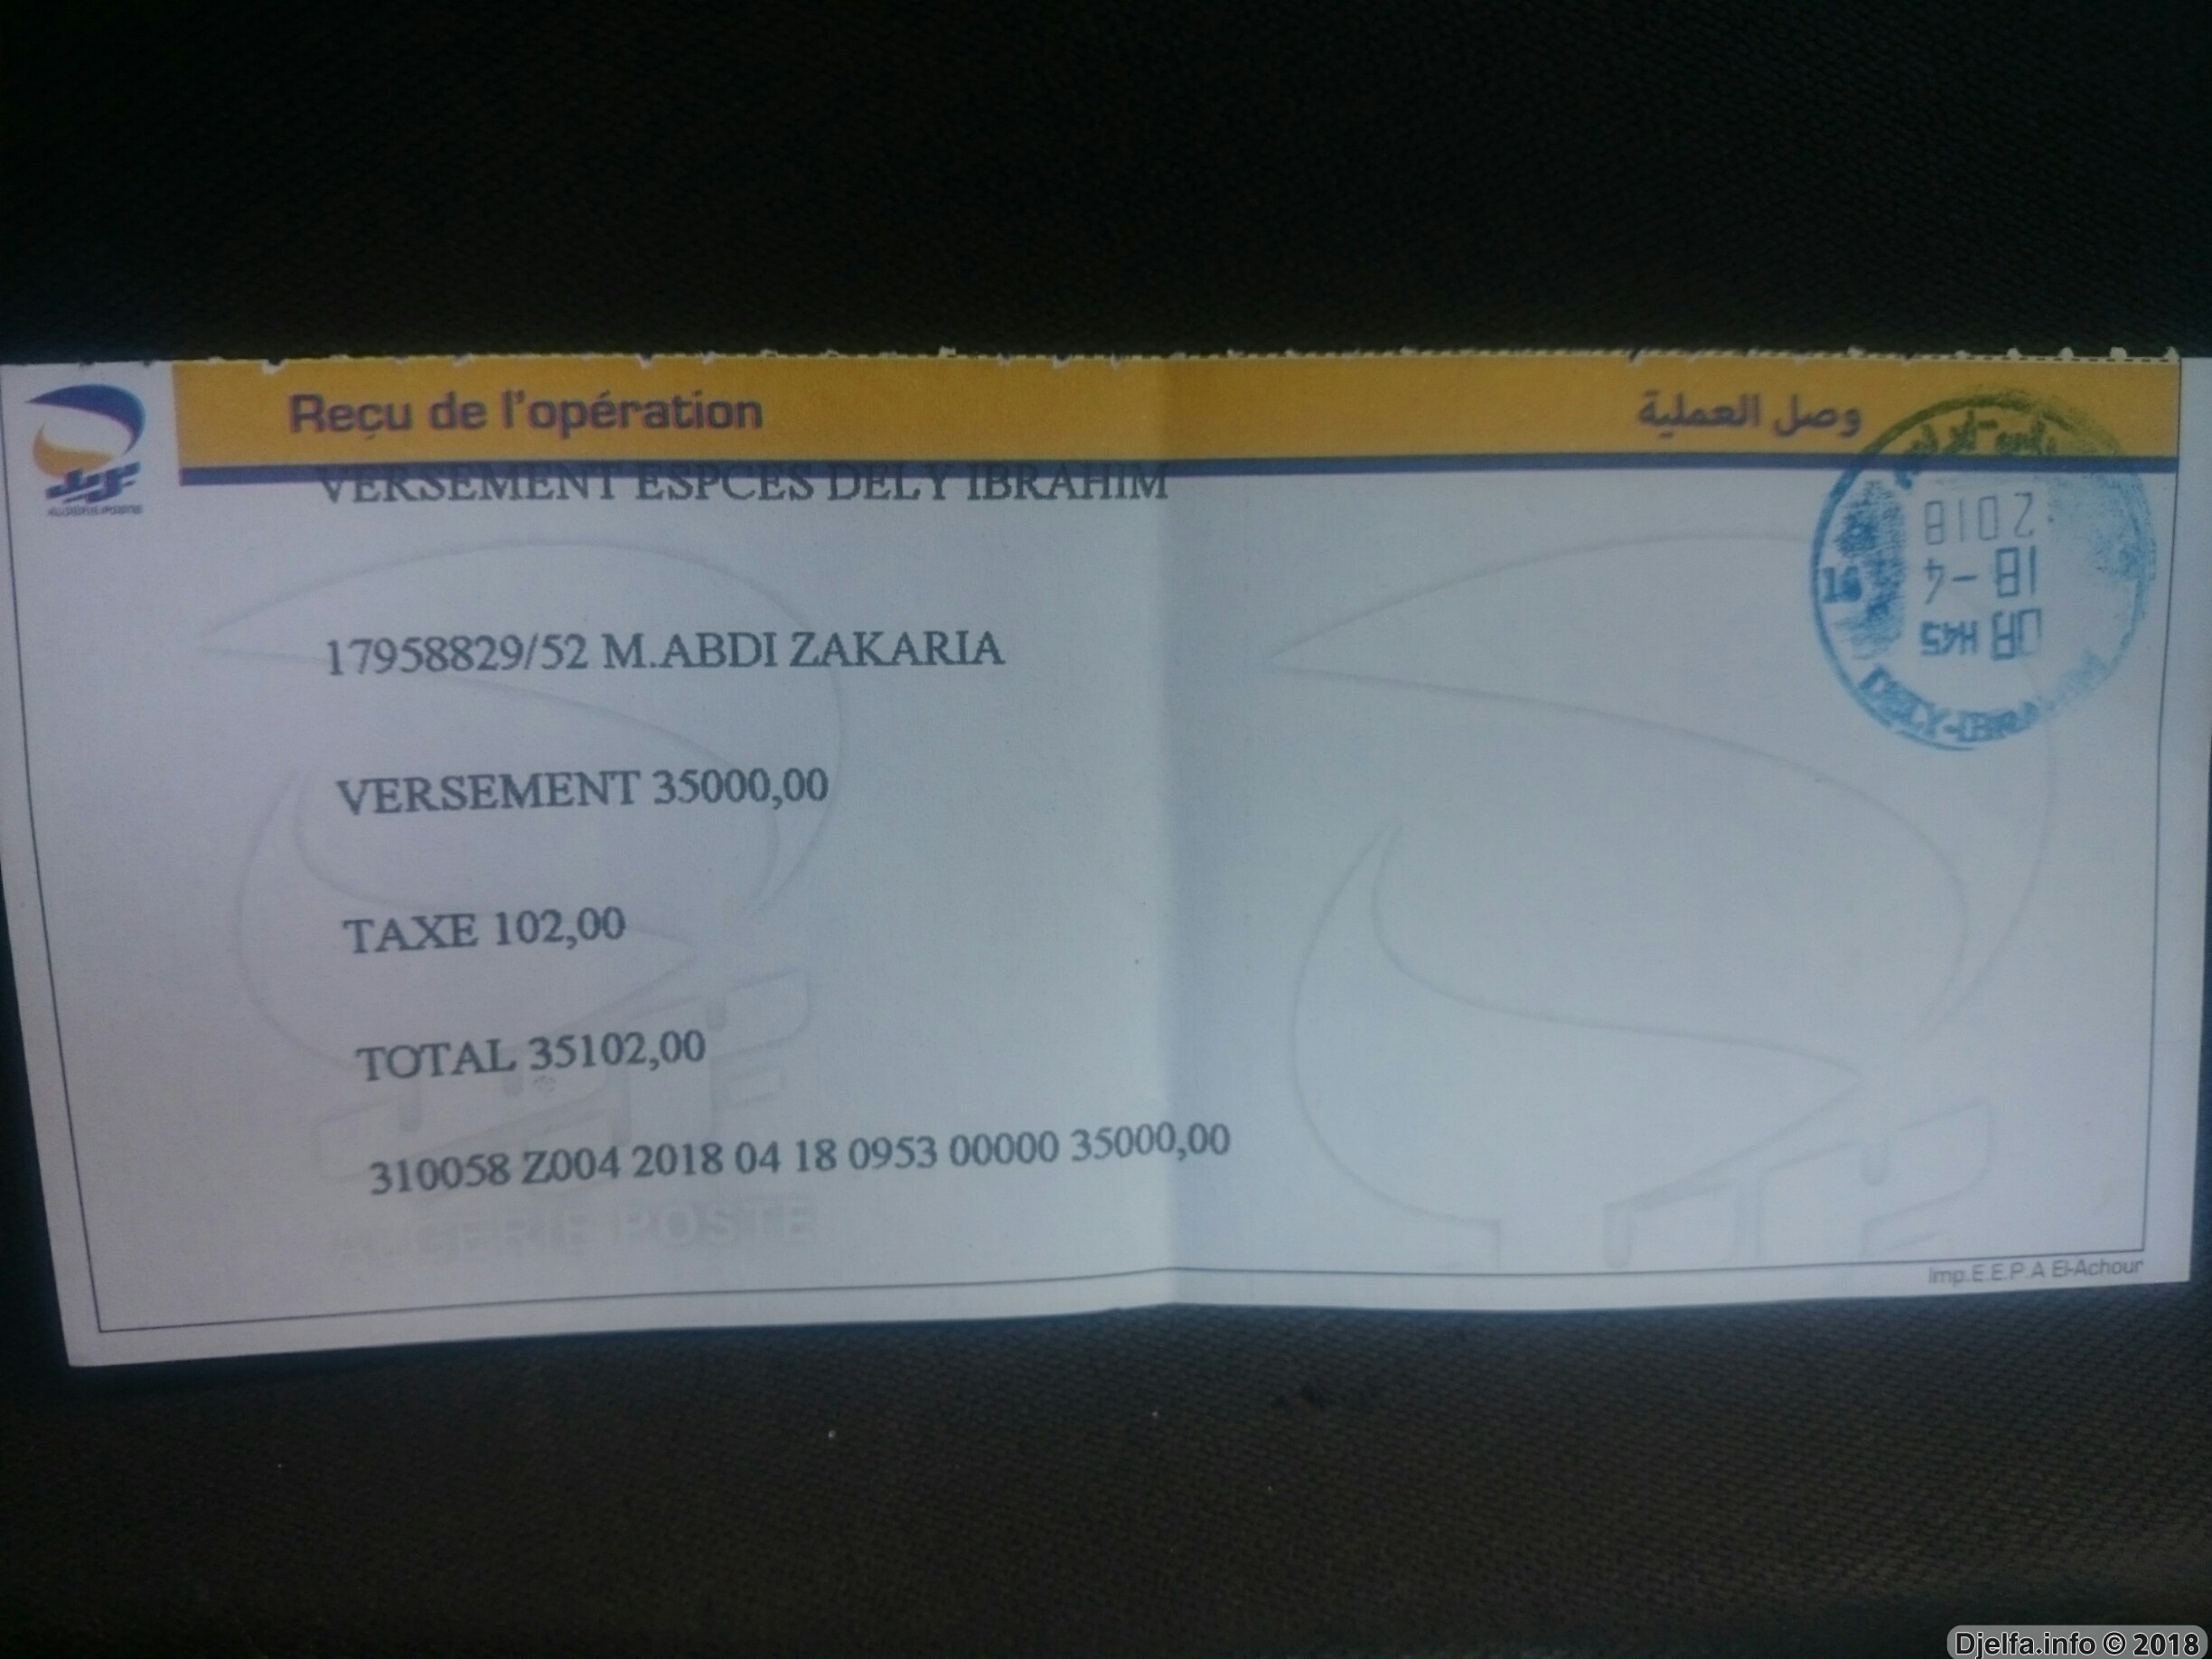 Reçu de l'opération
وصل العملية
VERSEMENT ESPCES DELY IBRAHIM
17958829/52 M.ABDI ZAKARIA
VERSEMENT 35000,00
TAXE 102,00
TOTAL 35102,00
310058 Z004 2018 04 18 0953 00000 35000,00
ALGERIE POSTE
2018
18 -4
16
DELY-IBRAHIM
Imp.E.E.P.A El-Achour
Djelfa.info © 2018